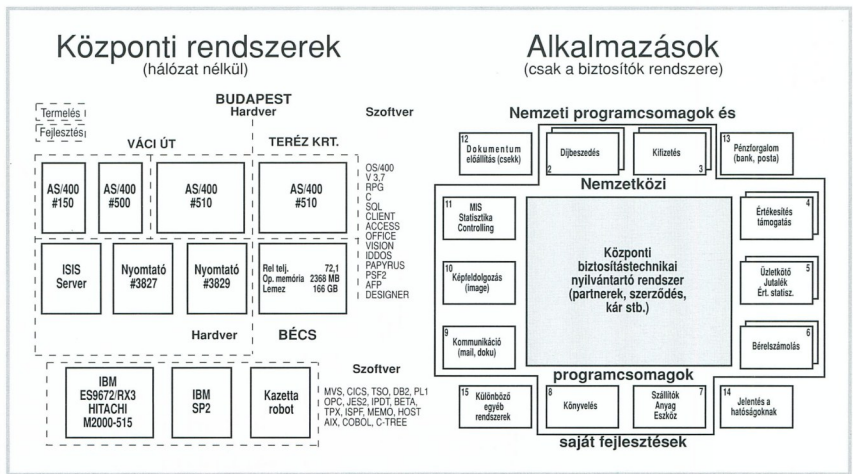 Központi rendszerek
(hálózat nélkül)
BUDAPEST
Termelés
Fejlesztés
Hardver
Szoftver
VÁCI ÚT
TERÉZ KRT.
AS/400
#150
AS/400
#500
AS/400
#510
AS/400
#510
OS/400
V 3,7
RPG
C
SQL
CLIENT
ACCESS
OFFICE
VISION
IDDOS
PAPYRUS
PSF2
AFP
DESIGNER
ISIS
Server
Nyomtató
#3827
Nyomtató
#3829
Rel telj. 72,1
Op. memória 2368 MB
Lemez 166 GB
Hardver
BÉCS
Szoftver
IBM
ES9672/RX3
HITACHI
M2000-515
IBM
SP2
Kazetta
robot
MVS, CICS, TSO, DB2, PL1
OPC, JES2, IPDT, BETA,
TPX, ISPF, MEMO, HOST
AIX, COBOL, C-TREE
Alkalmazások
(csak a biztosítók rendszere)
Nemzeti programcsomagok és
12
Dokumentum
előállítás (csekk)
Díjbeszedés
2
Kifizetés
3
13
Pénzforgalom
(bank, posta)
Nemzetközi
11
MIS
Statisztika
Controlling
4
Értékesítés
támogatás
Központi
biztosítástechnikai
nyilvántartó rendszer
(partnerek, szerződés,
kár stb.)
10
Képfeldolgozás
(image)
5
Üzletkötő
Jutalék
Ért. statisz.
9
Kommunikáció
(mail, doku)
6
Bérelszámolás
programcsomagok
15
Különböző
egyéb
rendszerek
8
Könyvelés
7
Szállítók
Anyag
Eszköz
14
Jelentés a
hatóságoknak
saját fejlesztések